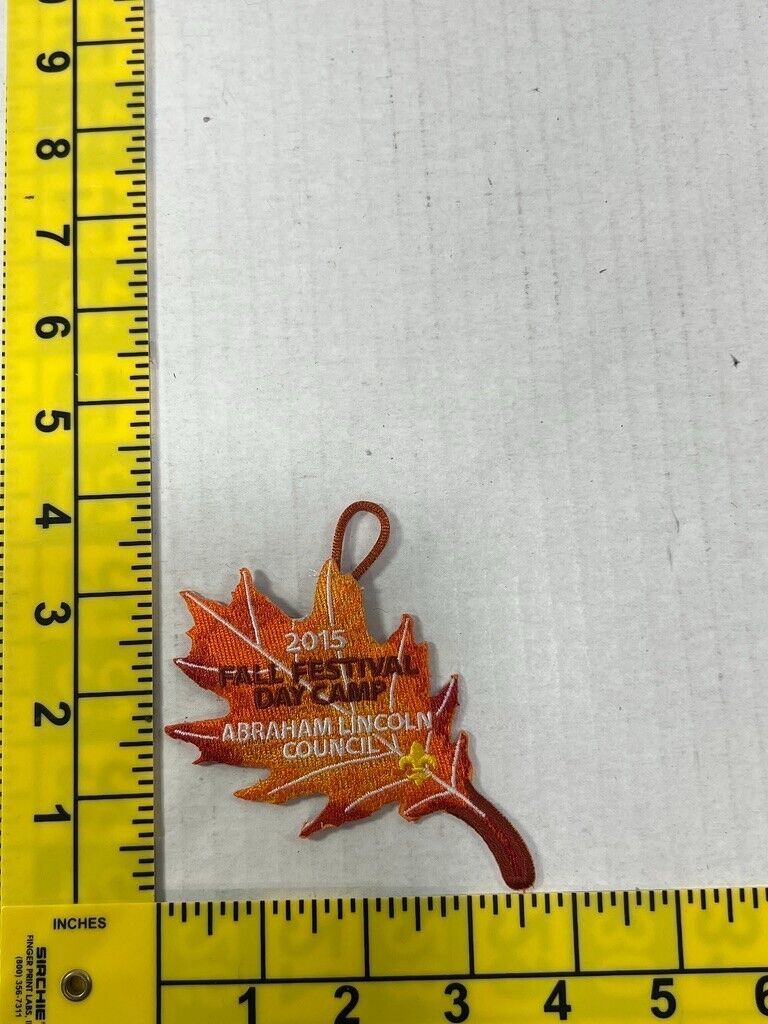 2015
FALL FESTIVAL
DAY CAMP
ABRAHAM LINCOLN
COUNCIL
9
8
7
6
5
4
3
2
1
INCHES
SIRCHIE
FINGER PRINT LABS,
(800) 356-7311
1
2
3
4
5
6